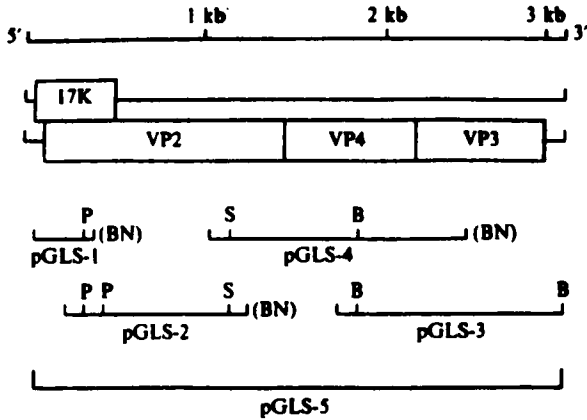 5′ 1 kb 2 kb 3 kb 3′
17K
VP2 VP4 VP3
P (BN) S B (BN)
pGLS-1 pGLS-4
P P S (BN) B B
pGLS-2 pGLS-3
pGLS-5